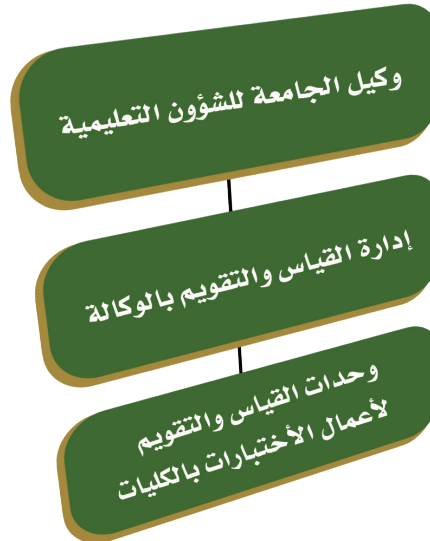 وكيل الجامعة للشؤون التعليمية
إدارة القياس والتقويم بالوكالة
وحدات القياس والتقويم
لأعمال الأختبارات بالكليات